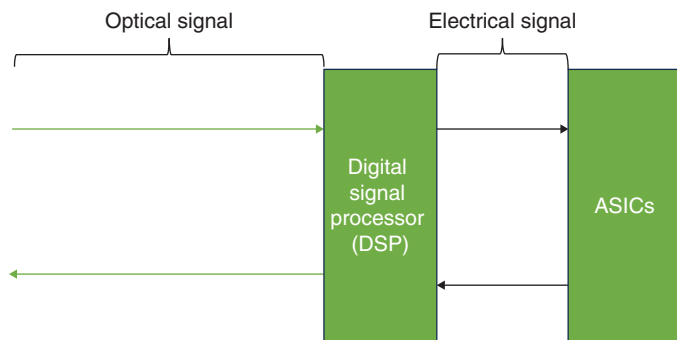 Optical signal
Electrical signal
Digital
signal
processor
(DSP)
ASICs